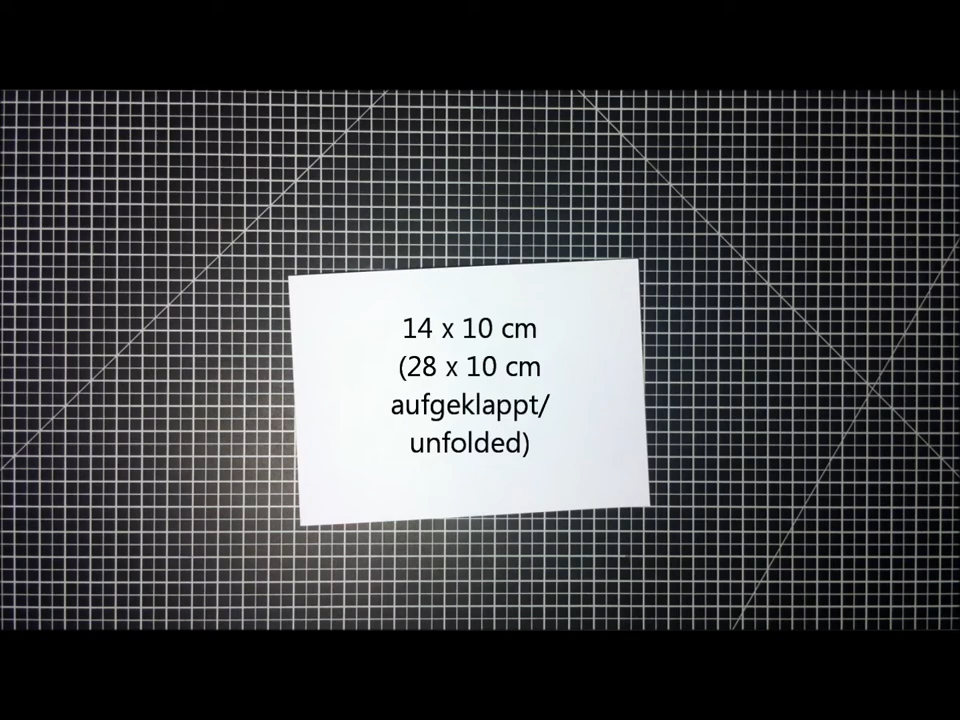 14 x 10 cm
(28 x 10 cm
aufgeklappt/
unfolded)